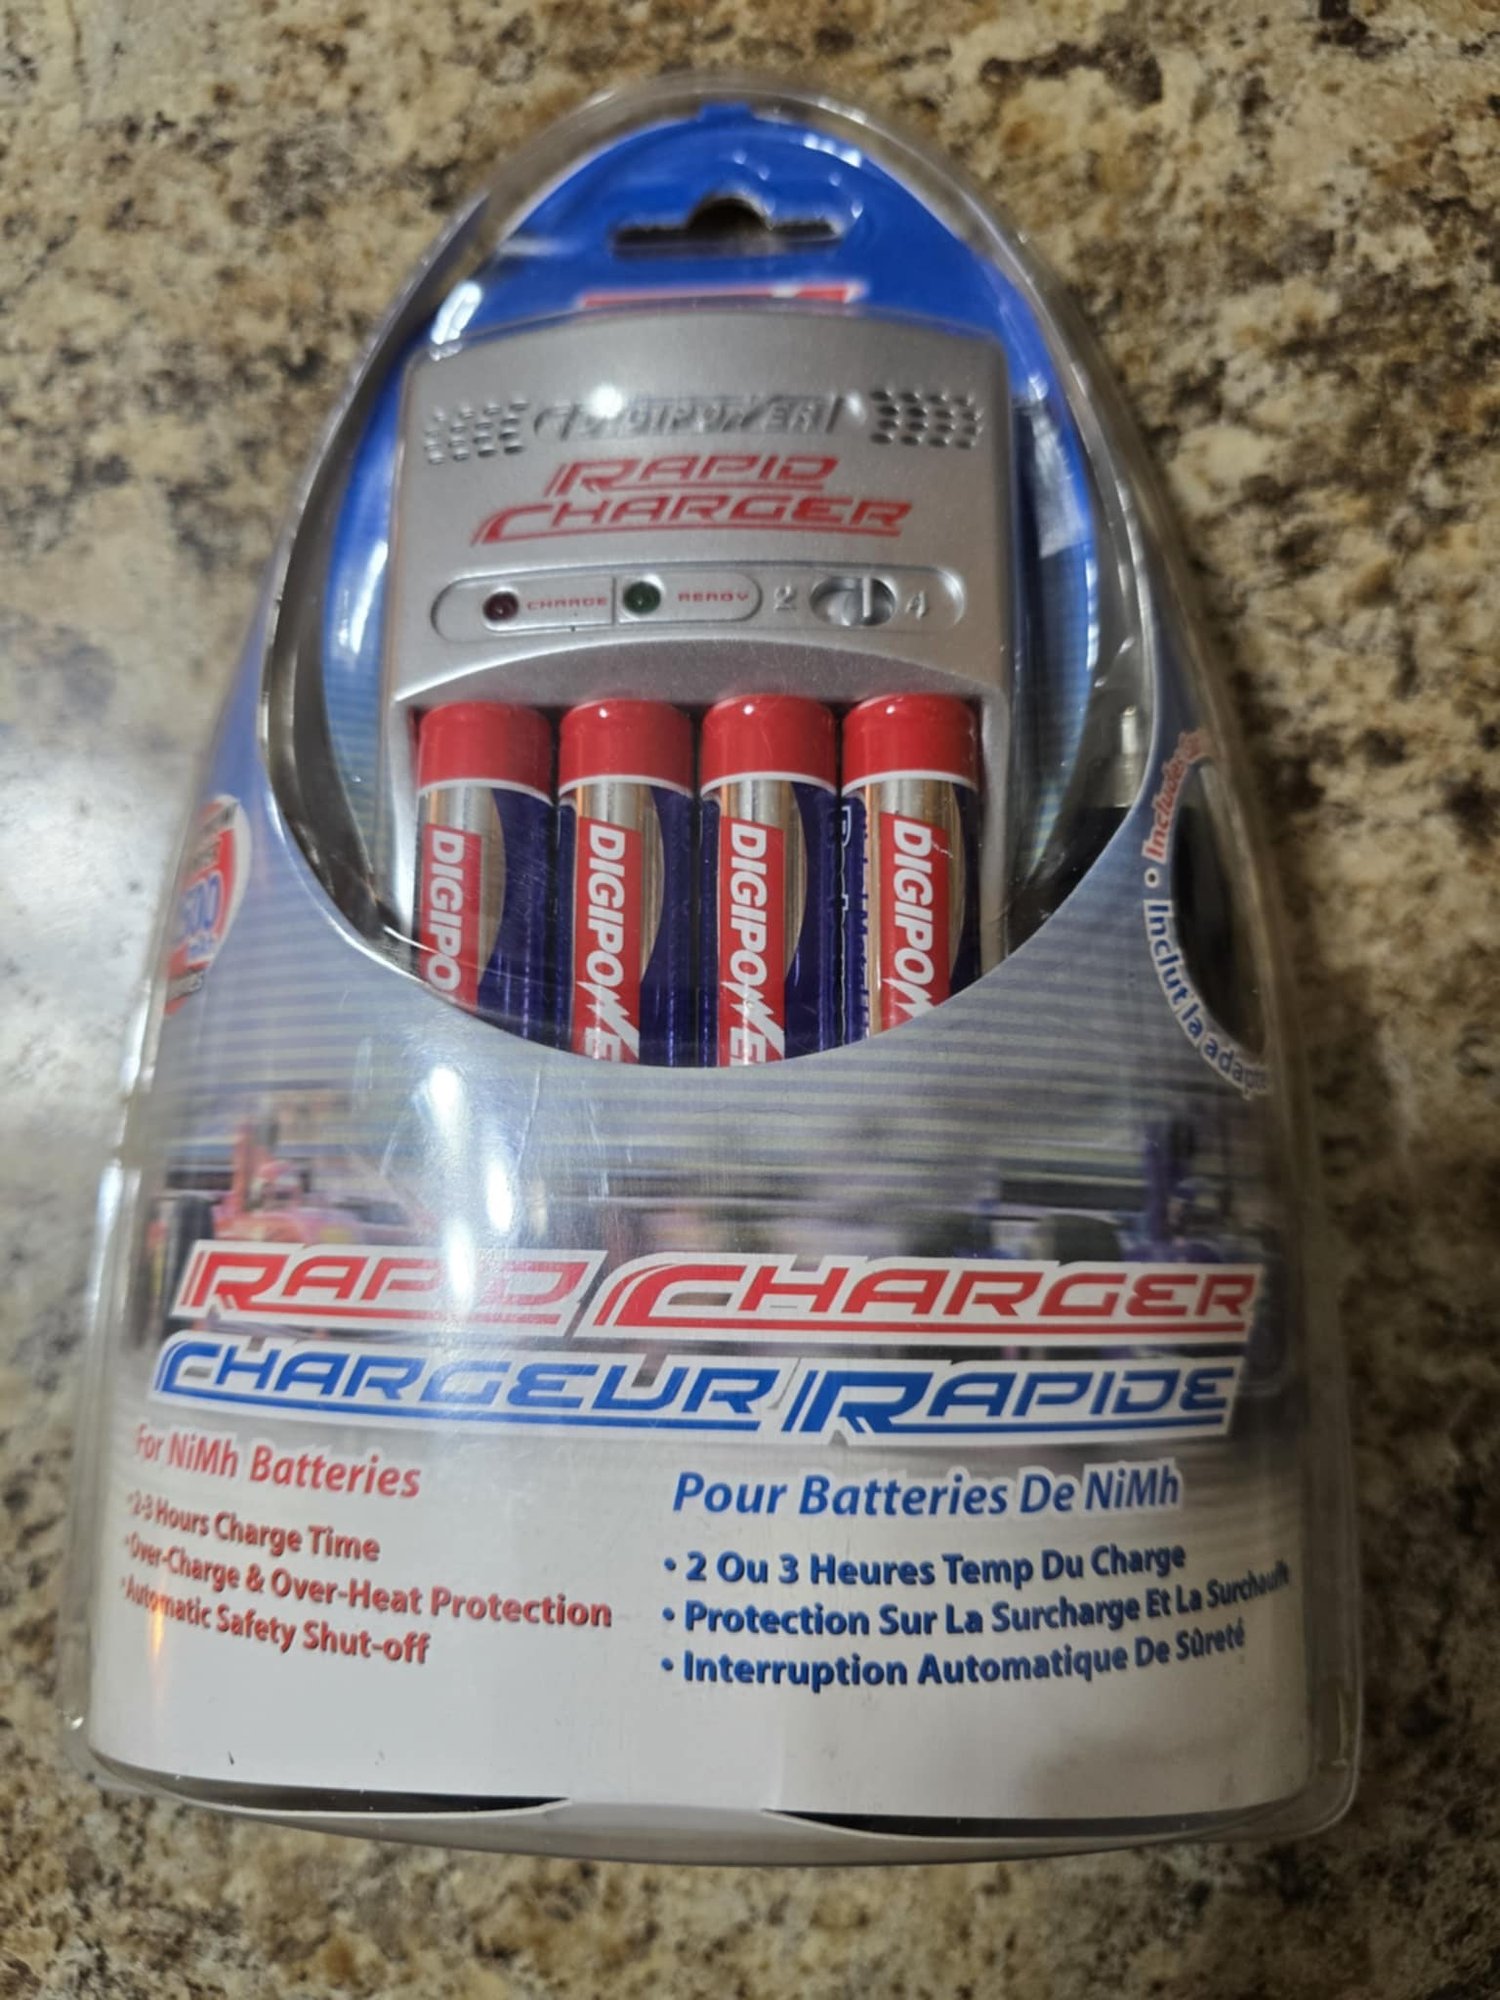 DIGIPOWER
RAPID
CHARGER
CHARGE
READY
2
4
DIGIPO
DIGIPOWE
DIGIPOWE
DIGIPOW
500
• Inclut la adapte
RAPID CHARGER
CHARGEUR RAPIDE
For NiMh Batteries
•2-3 Hours Charge Time
•Over-Charge & Over-Heat Protection
•Automatic Safety Shut-off
Pour Batteries De NiMh
• 2 Ou 3 Heures Temp Du Charge
• Protection Sur La Surcharge Et La Surchauffe
• Interruption Automatique De Sûreté